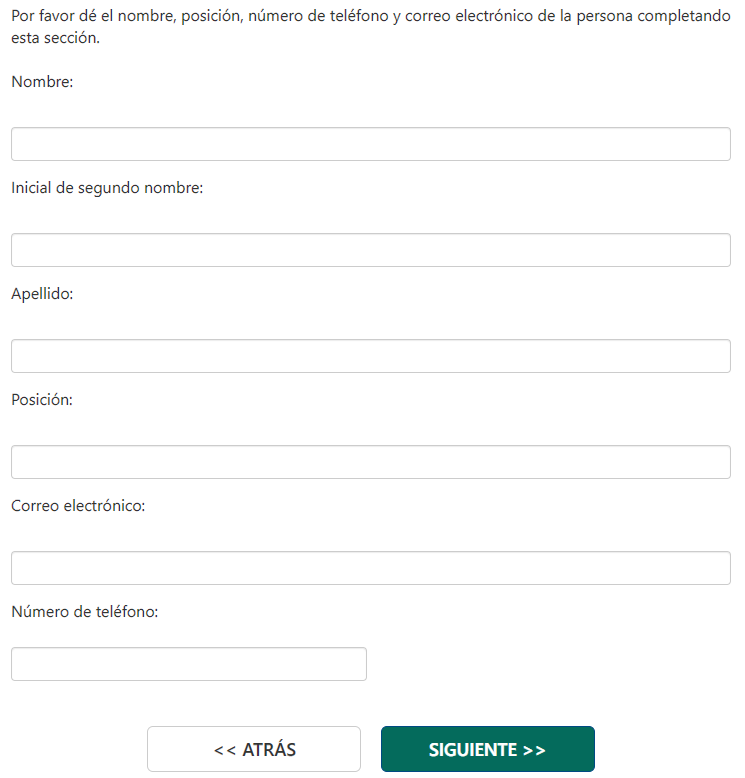 Por favor dé el nombre, posición, número de teléfono y correo electrónico de la persona completando
esta sección.
Nombre:
Inicial de segundo nombre:
Apellido:
Posición:
Correo electrónico:
Número de teléfono:
<< ATRÁS
SIGUIENTE >>